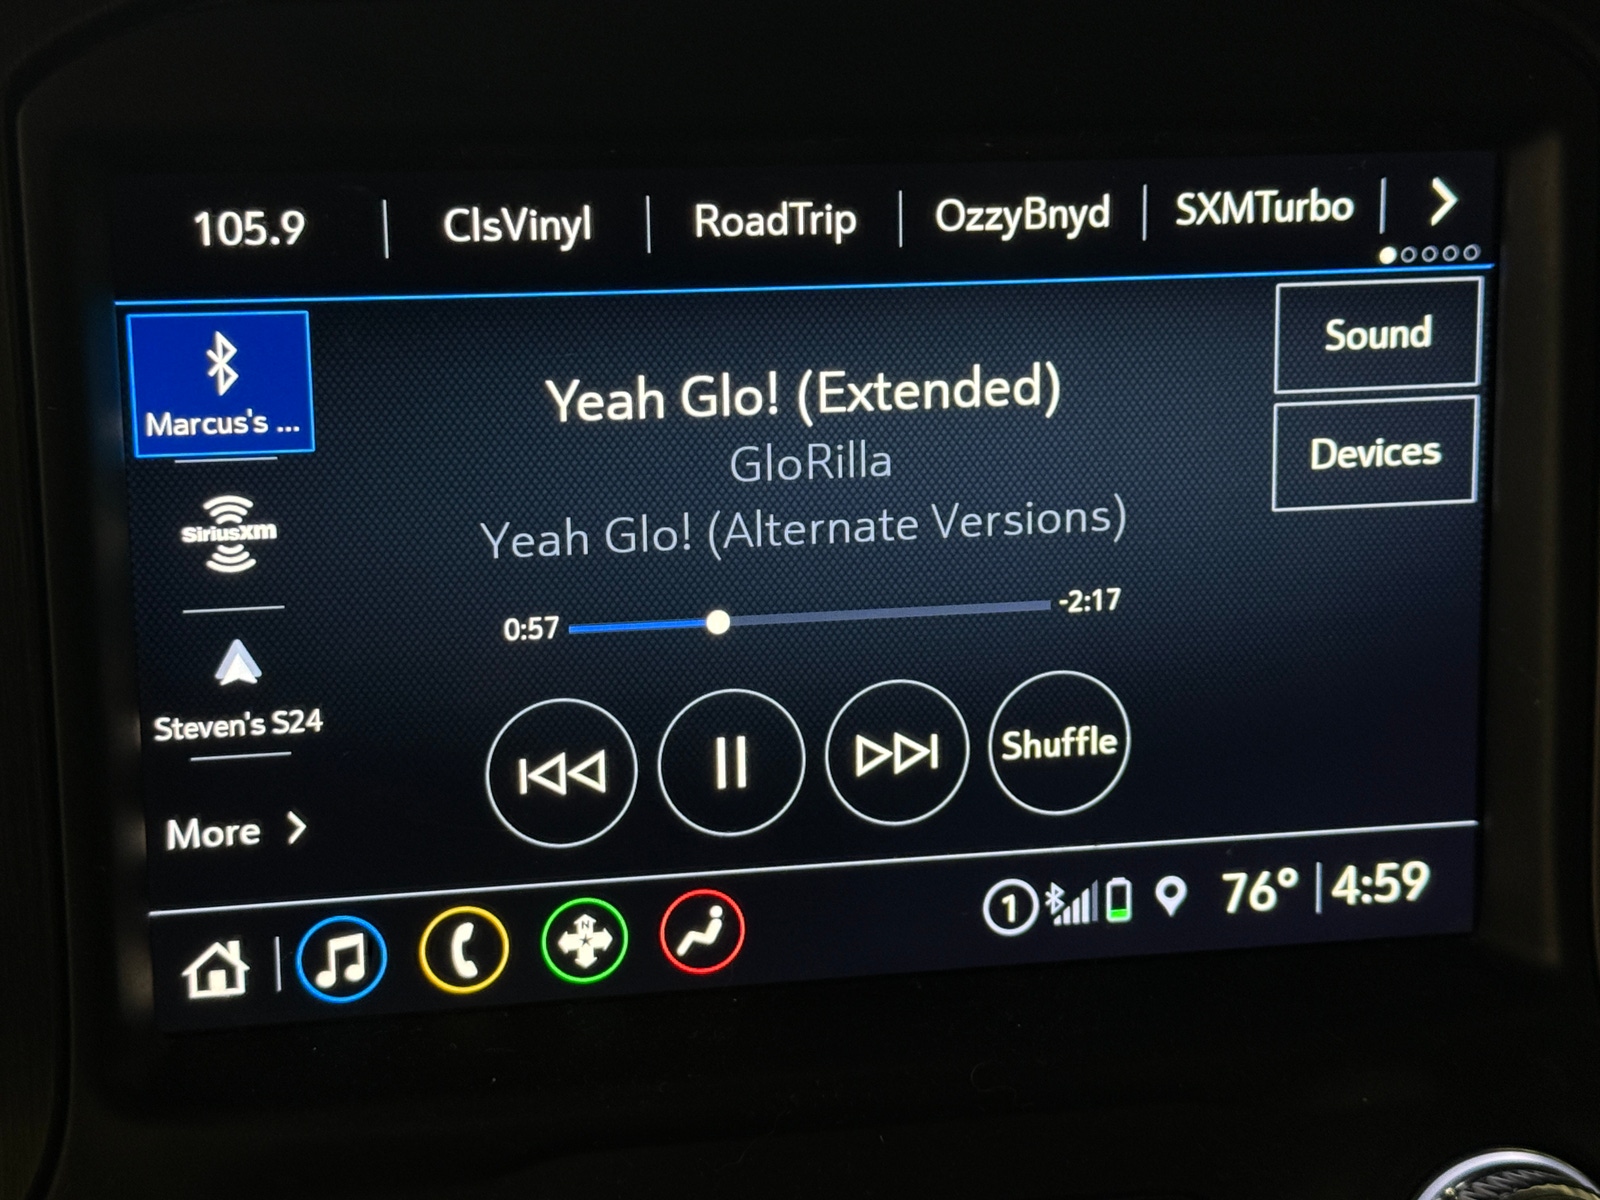 105.9 ClsVinyl RoadTrip OzzyBnyd SXMTurbo
Sound
Marcus's ...
Yeah Glo! (Extended)
GloRilla
Devices
SiriusXM
Yeah Glo! (Alternate Versions)
0:57 -2:17
Steven's S24
Shuffle
More
N
1 76° 4:59